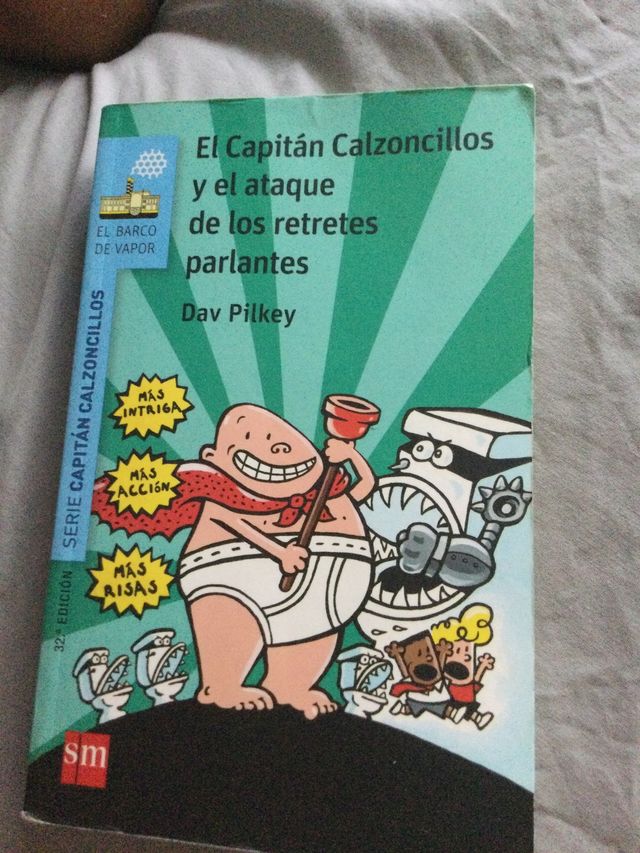 El Capitán Calzoncillos
y el ataque
de los retretes
parlantes
Dav Pilkey
EL BARCO
DE VAPOR
SERIE CAPITÁN CALZONCILLOS
32.ª EDICIÓN
MÁS
INTRIGA
MÁS
ACCIÓN
MÁS
RISAS
sm